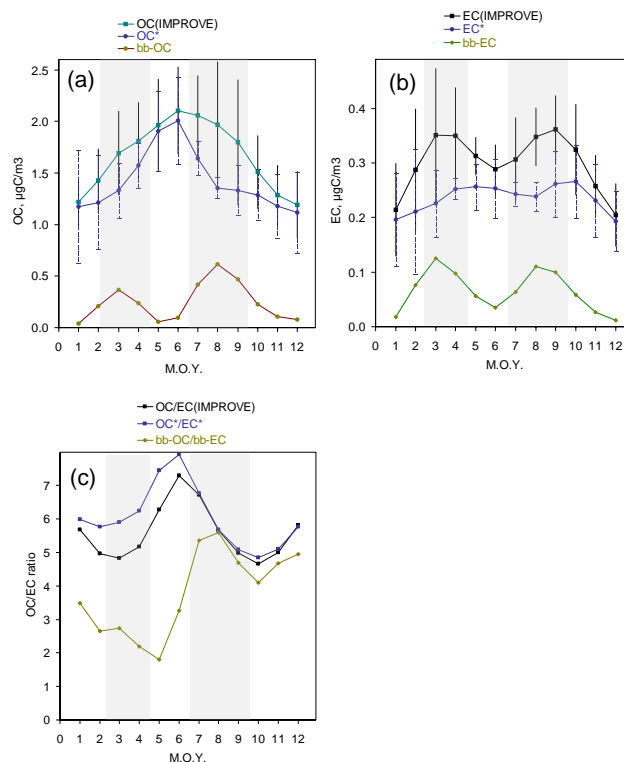 OC(IMPROVE)
OC*
bb-OC
(a)
2.5
2.0
1.5
1.0
0.5
0.0
OC, µgC/m3
0 1 2 3 4 5 6 7 8 9 10 11 12
M.O.Y.
EC(IMPROVE)
EC*
bb-EC
(b)
0.4
0.3
0.2
0.1
0.0
EC, µgC/m3
0 1 2 3 4 5 6 7 8 9 10 11 12
M.O.Y.
OC/EC(IMPROVE)
OC*/EC*
bb-OC/bb-EC
(c)
7
6
5
4
3
2
1
0
OC/EC ratio
0 1 2 3 4 5 6 7 8 9 10 11 12
M.O.Y.